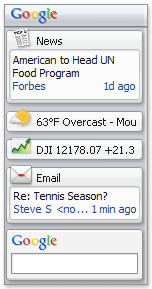 Google
News
American to Head UN
Food Program
Forbes 1d ago
63°F Overcast - Mou
DJI 12178.07 +21.3
Email
Re: Tennis Season?
Steve S <no... 1 min ago
Google